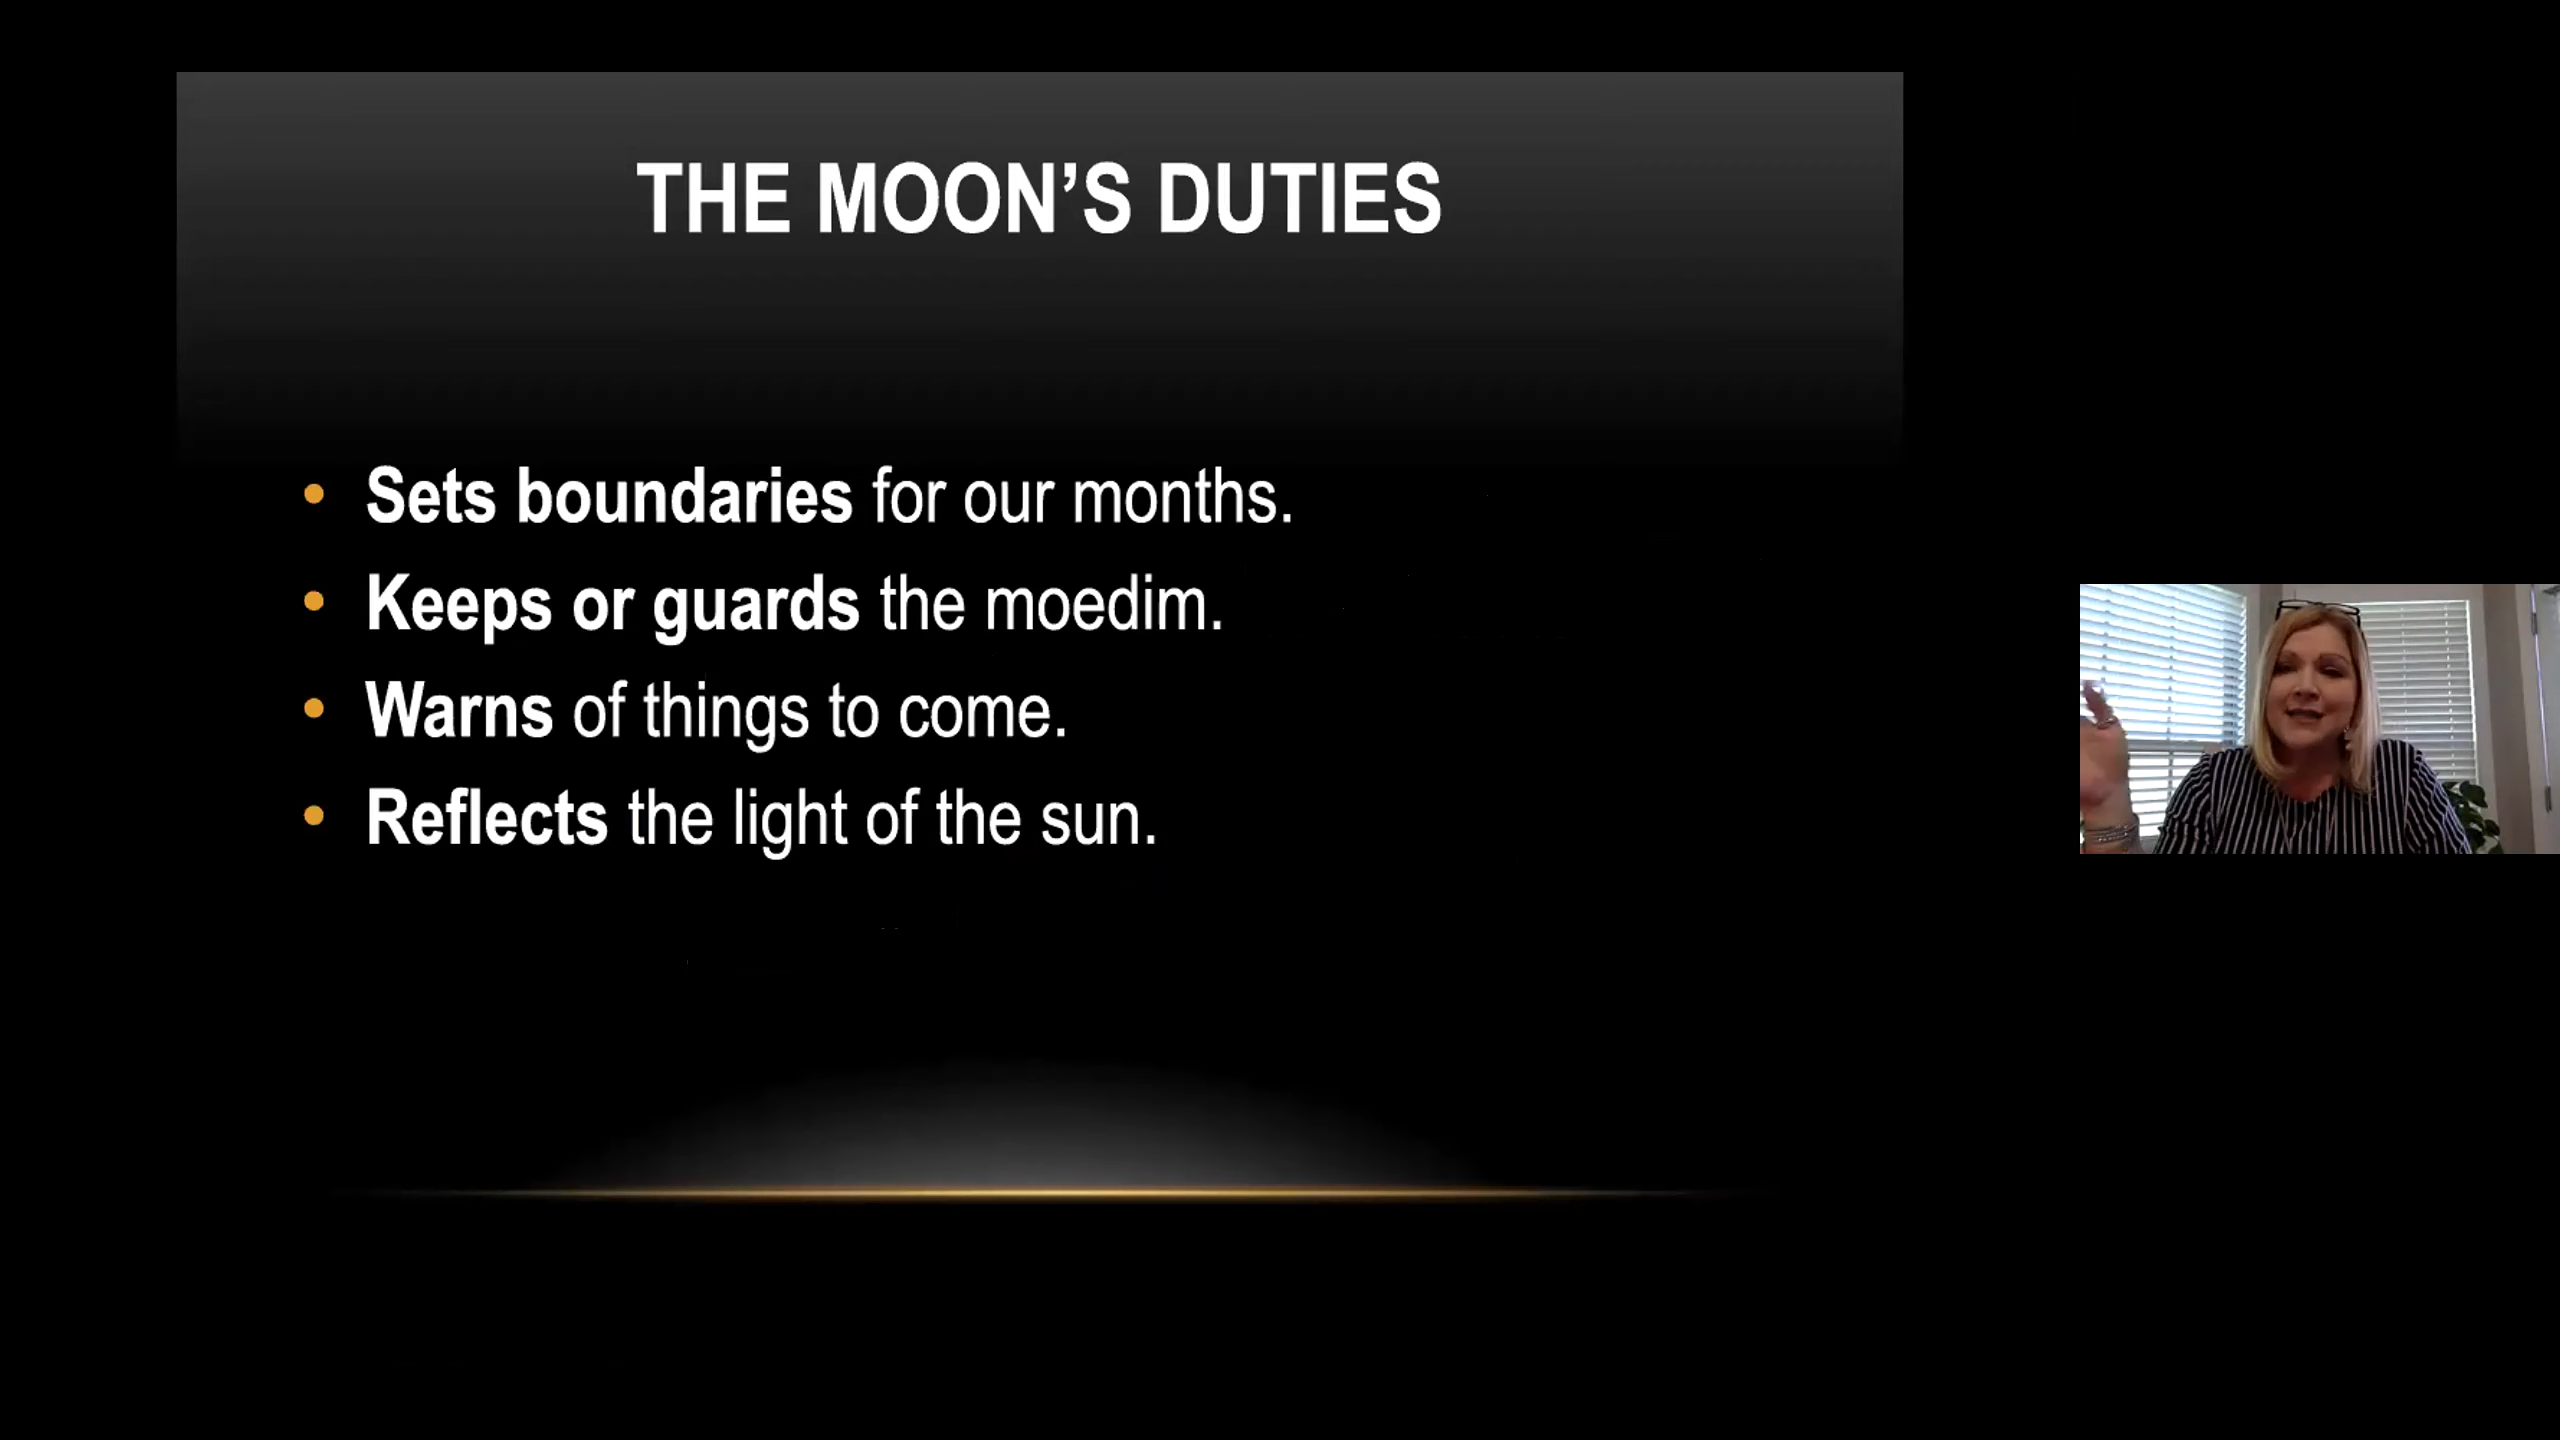 THE MOON’S DUTIES
• Sets boundaries for our months.
• Keeps or guards the moedim.
• Warns of things to come.
• Reflects the light of the sun.